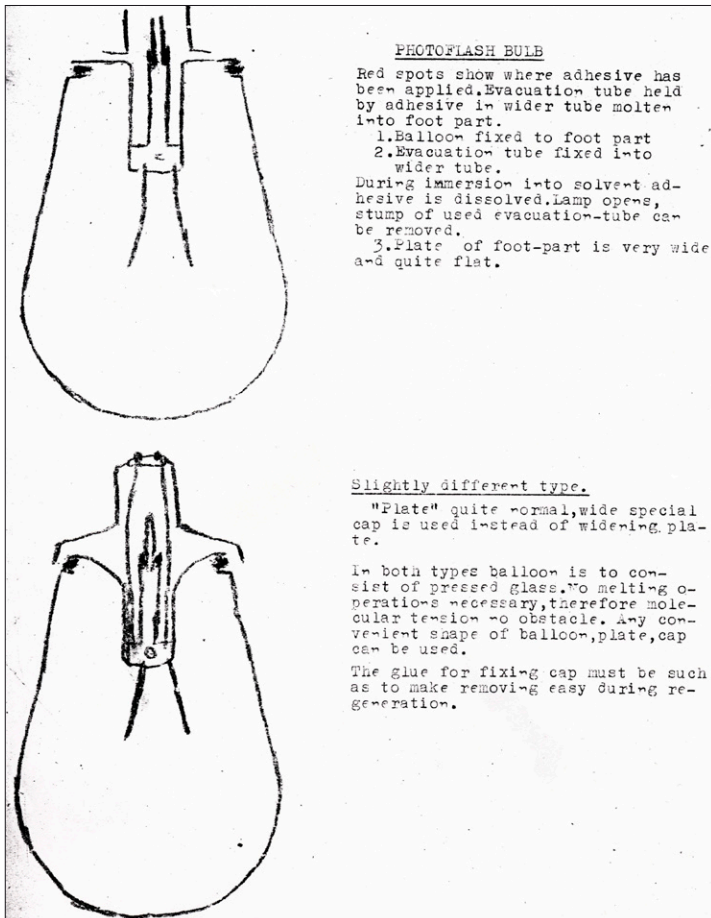 PHOTOFLASH BULB
Red spots show where adhesive has
been applied.Evacuation tube held
by adhesive in wider tube molten
into foot part.
1.Balloon fixed to foot part
2.Evacuation tube fixed into
wider tube.
During immersion into solvent ad-
hesive is dissolved.Lamp opens,
stump of used evacuation-tube can
be removed.
3.Plate of foot-part is very wide
and quite flat.
Slightly different type.
"Plate" quite normal,wide special
cap is used instead of widening pla-
te.
In both types balloon is to con-
sist of pressed glass.No melting o-
perations necessary,therefore mole-
cular tension no obstacle. Any con-
venient shape of balloon,plate,cap
can be used.
The glue for fixing cap must be such
as to make removing easy during re-
generation.